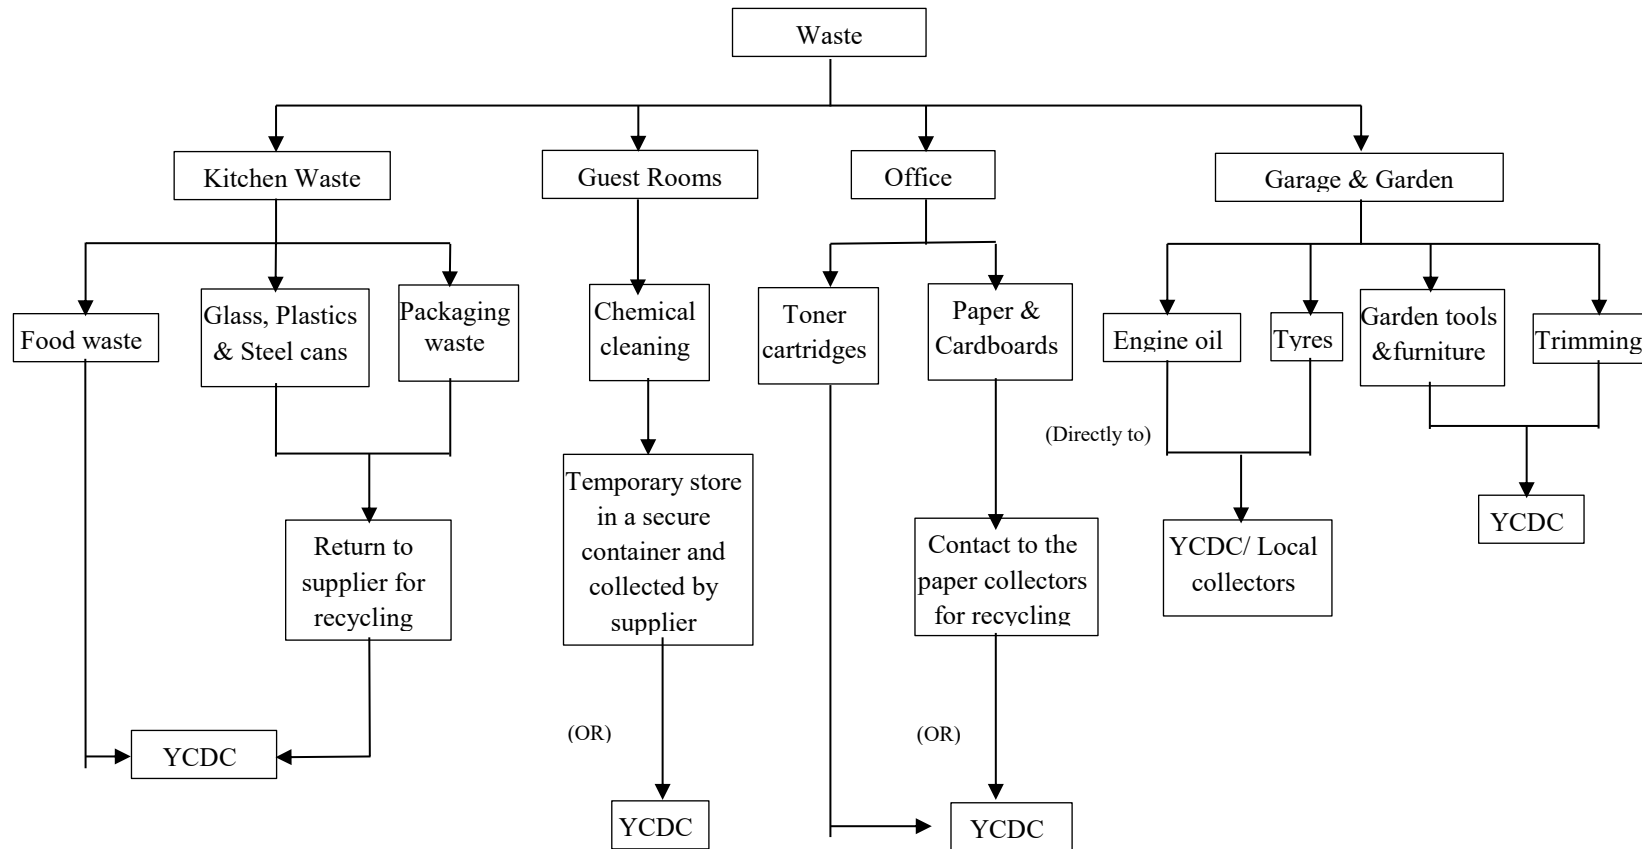 Waste
Kitchen Waste
Guest Rooms
Office
Garage & Garden
Food waste
Glass, Plastics
& Steel cans
Packaging
waste
Chemical
cleaning
Toner
cartridges
Paper &
Cardboards
Engine oil
Tyres
Garden tools
&furniture
Trimming
(Directly to)
Return to
supplier for
recycling
Temporary store
in a secure
container and
collected by
supplier
Contact to the
paper collectors
for recycling
YCDC/ Local
collectors
YCDC
(OR)
(OR)
YCDC
YCDC
YCDC